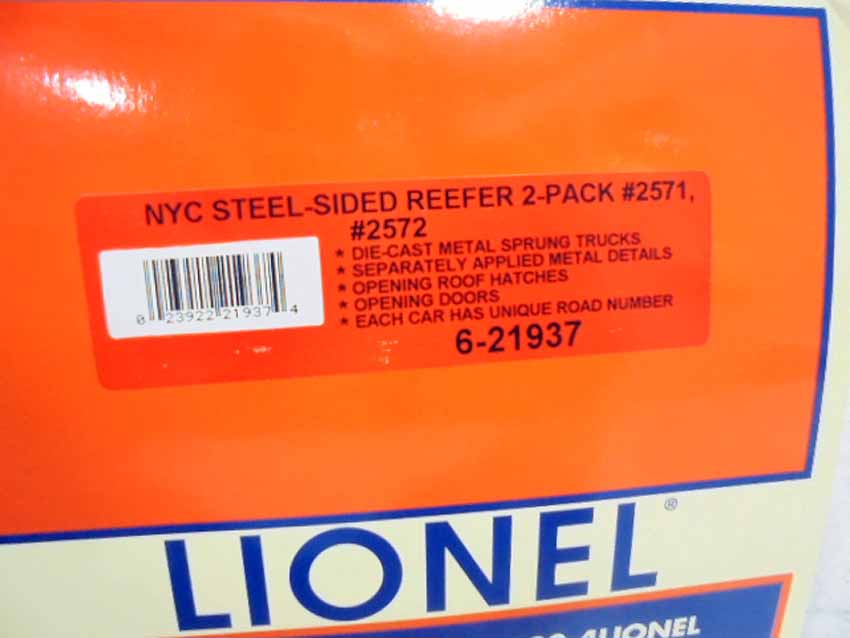 NYC STEEL-SIDED REEFER 2-PACK #2571,
#2572
★ DIE-CAST METAL SPRUNG TRUCKS
★ SEPARATELY APPLIED METAL DETAILS
★ OPENING ROOF HATCHES
★ OPENING DOORS
★ EACH CAR HAS UNIQUE ROAD NUMBER
6-21937
0 23922 21937 4
LIONEL®
4LIONEL